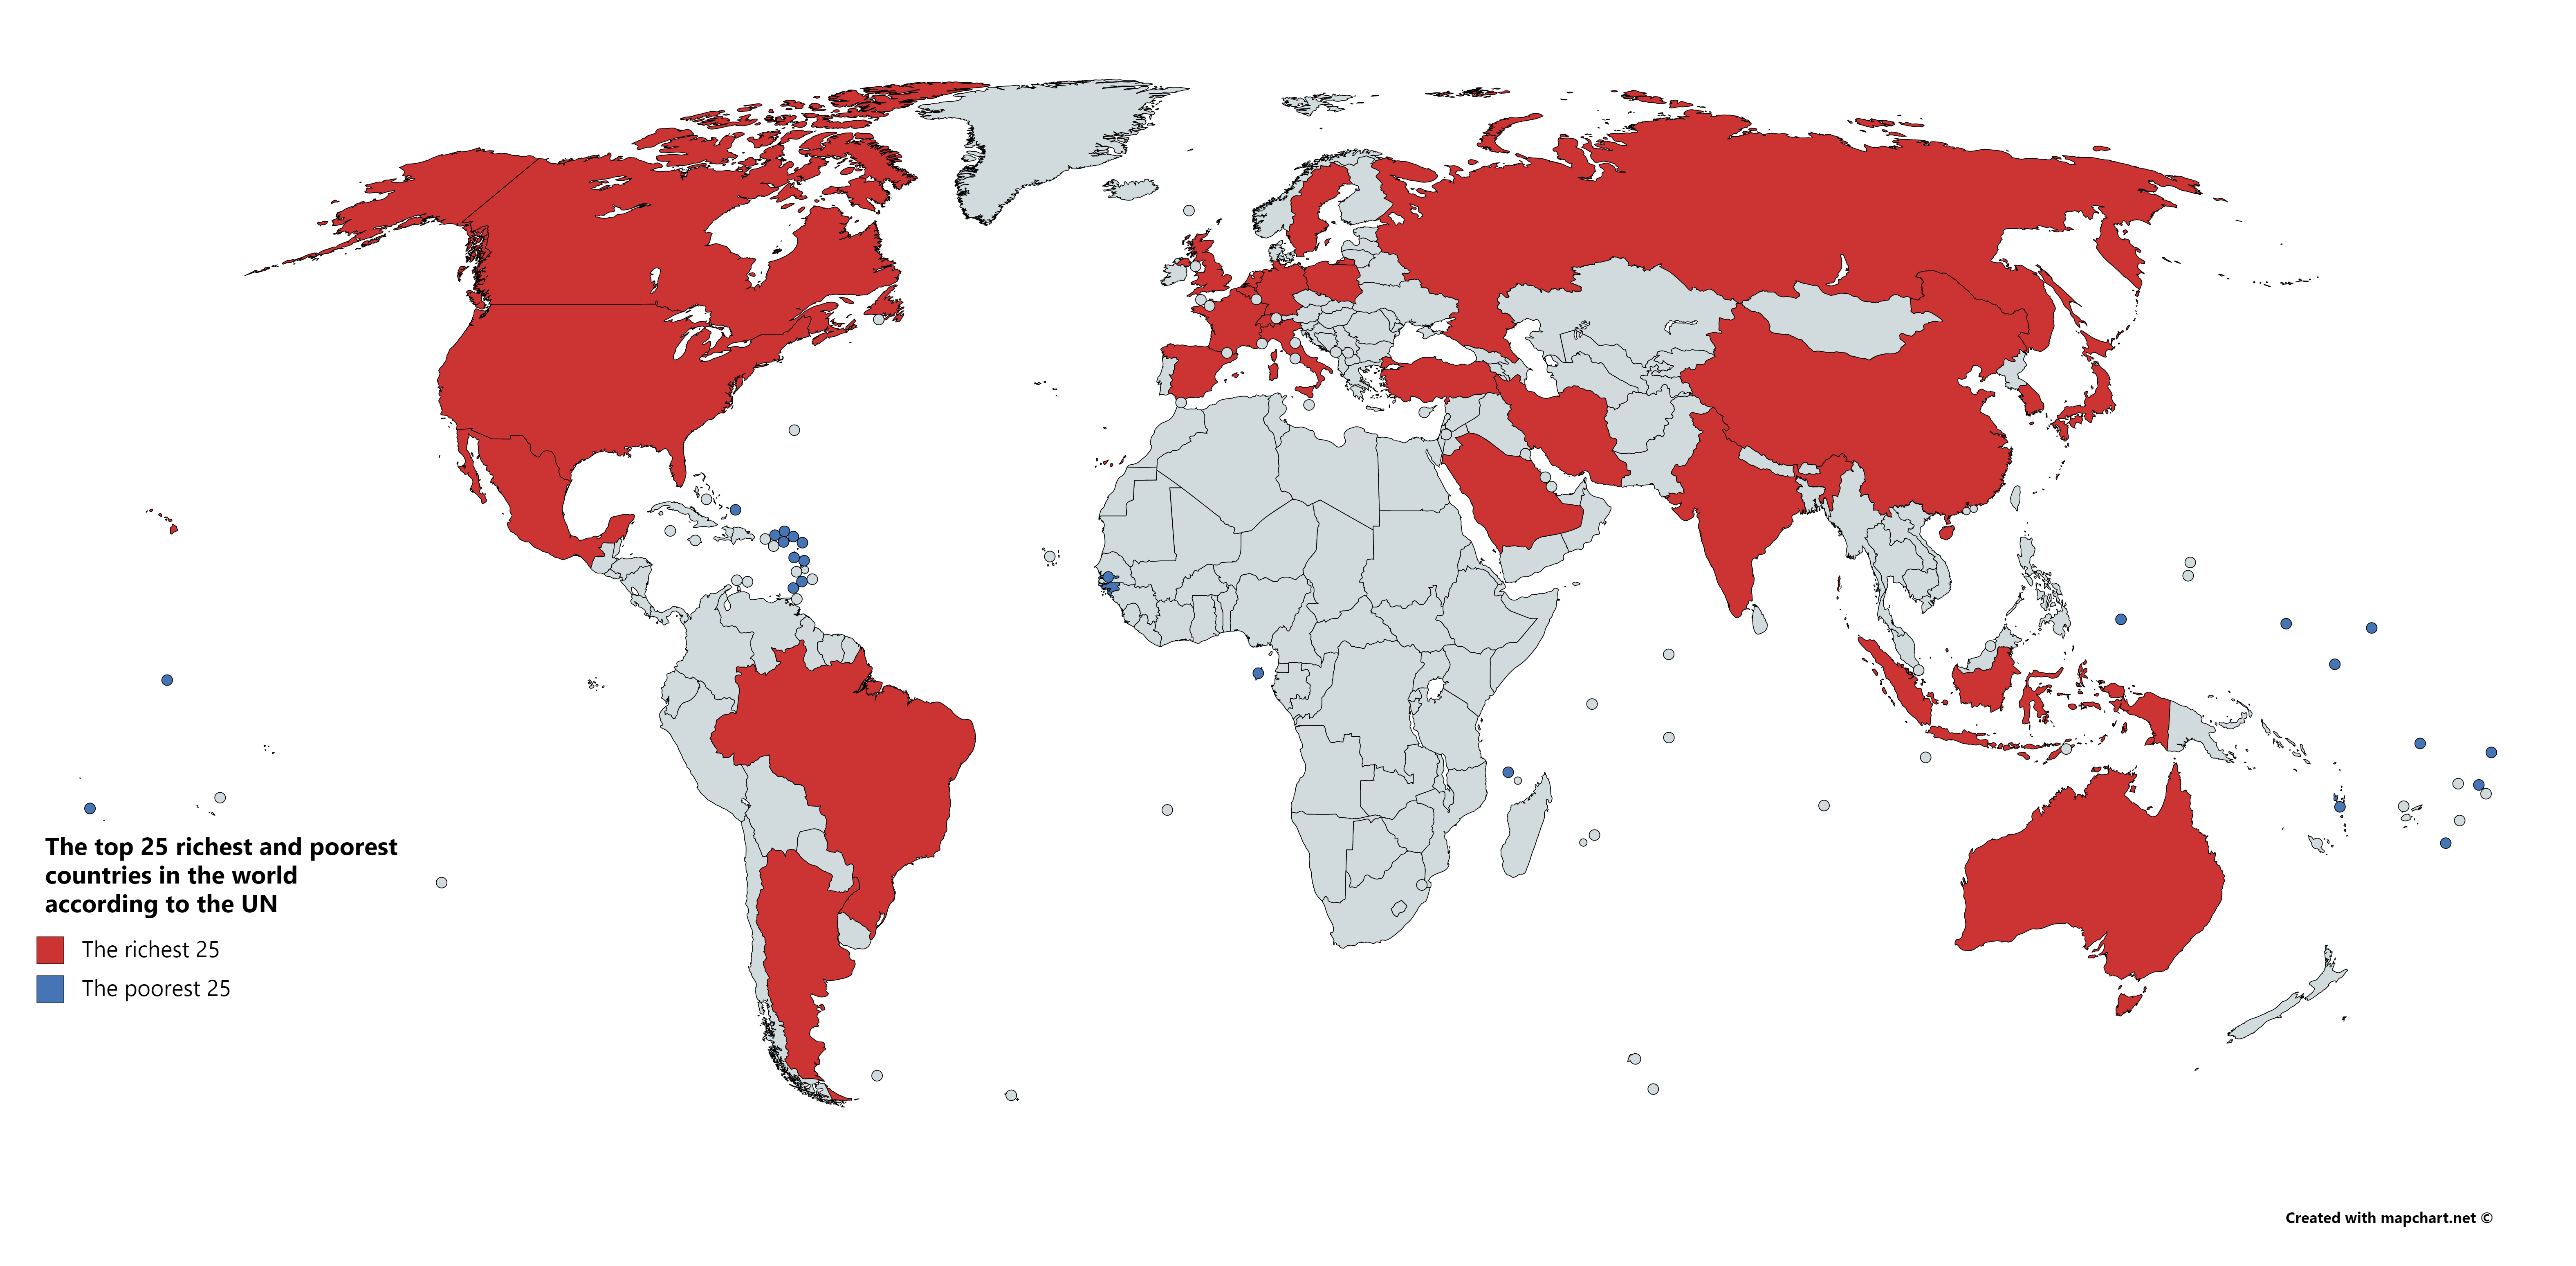 The top 25 richest and poorest
countries in the world
according to the UN
The richest 25
The poorest 25
Created with mapchart.net ©